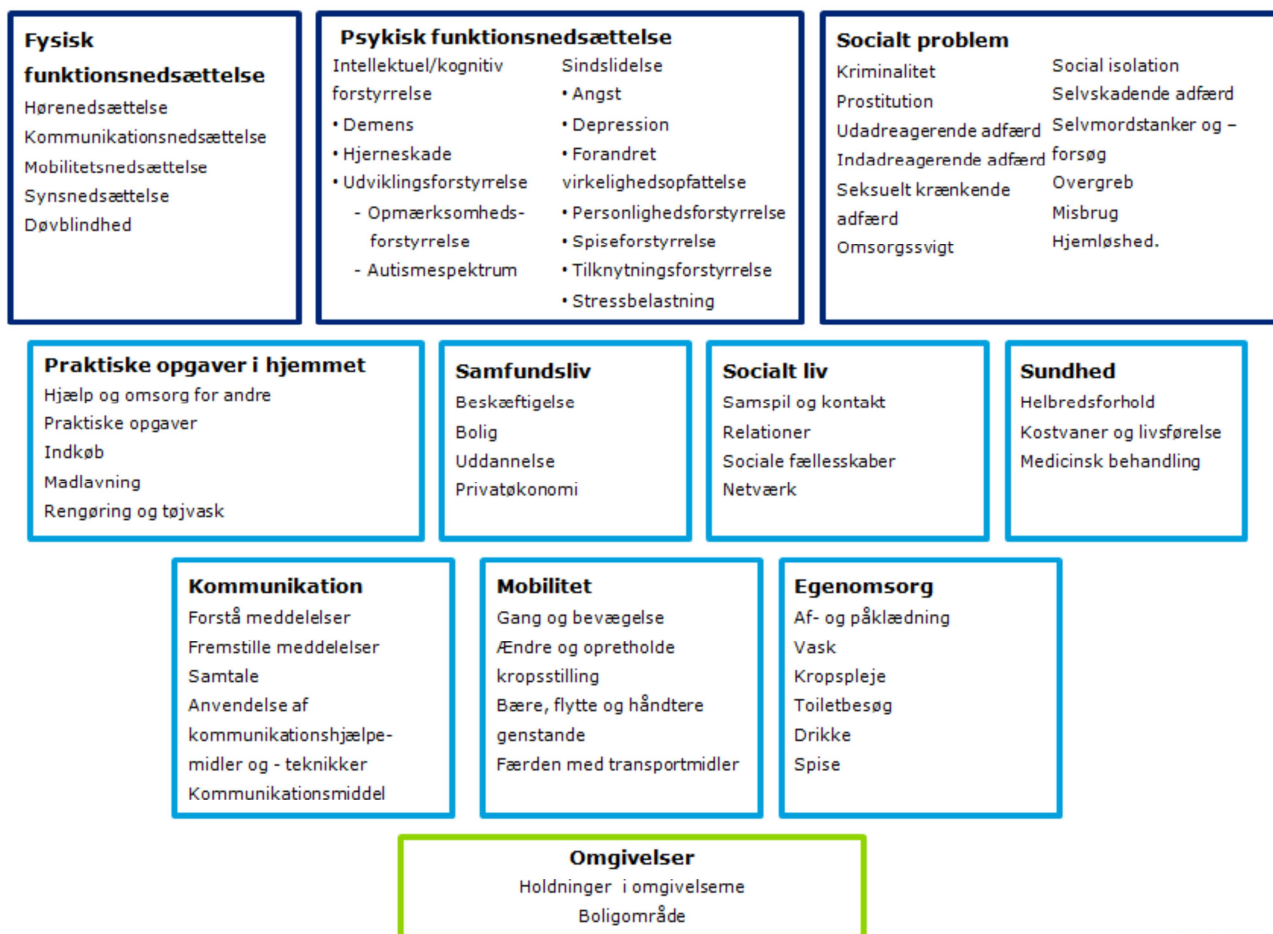 Fysisk
funktionsnedsættelse
Hørenedsættelse
Kommunikationsnedsættelse
Mobilitetsnedsættelse
Synsnedsættelse
Døvblindhed
Psykisk funktionsnedsættelse
Intellektuel/kognitiv
forstyrrelse
• Demens
• Hjerneskade
• Udviklingsforstyrrelse
- Opmærksomheds-
forstyrrelse
- Autismespektrum
Sindslidelse
• Angst
• Depression
• Forandret
virkelighedsopfattelse
• Personlighedsforstyrrelse
• Spiseforstyrrelse
• Tilknytningsforstyrrelse
• Stressbelastning
Socialt problem
Kriminalitet
Prostitution
Udadreagerende adfærd
Indadreagerende adfærd
Seksuelt krænkende
adfærd
Omsorgssvigt
Social isolation
Selvskadende adfærd
Selvmordstanker og –
forsøg
Overgreb
Misbrug
Hjemløshed.
Praktiske opgaver i hjemmet
Hjælp og omsorg for andre
Praktiske opgaver
Indkøb
Madlavning
Rengøring og tøjvask
Samfundsliv
Beskæftigelse
Bolig
Uddannelse
Privatøkonomi
Socialt liv
Samspil og kontakt
Relationer
Sociale fællesskaber
Netværk
Sundhed
Helbredsforhold
Kostvaner og livsførelse
Medicinsk behandling
Kommunikation
Forstå meddelelser
Fremstille meddelelser
Samtale
Anvendelse af
kommunikationshjælpe-
midler og - teknikker
Kommunikationsmiddel
Mobilitet
Gang og bevægelse
Ændre og opretholde
kropsstilling
Bære, flytte og håndtere
genstande
Færden med transportmidler
Egenomsorg
Af- og påklædning
Vask
Kropspleje
Toiletbesøg
Drikke
Spise
Omgivelser
Holdninger i omgivelserne
Boligområde